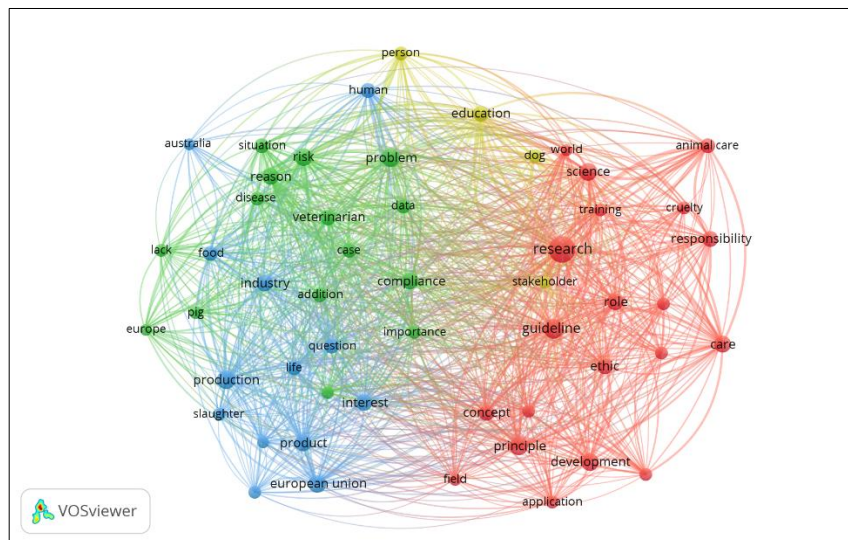 person
human
education
australia
situation
risk
problem
dog
world
animal care
reason
science
disease
data
training
cruelty
veterinarian
lack
food
case
research
responsibility
industry
addition
compliance
stakeholder
pig
role
europe
question
importance
guideline
care
production
life
ethic
slaughter
interest
concept
product
principle
development
european union
field
application
VOSviewer